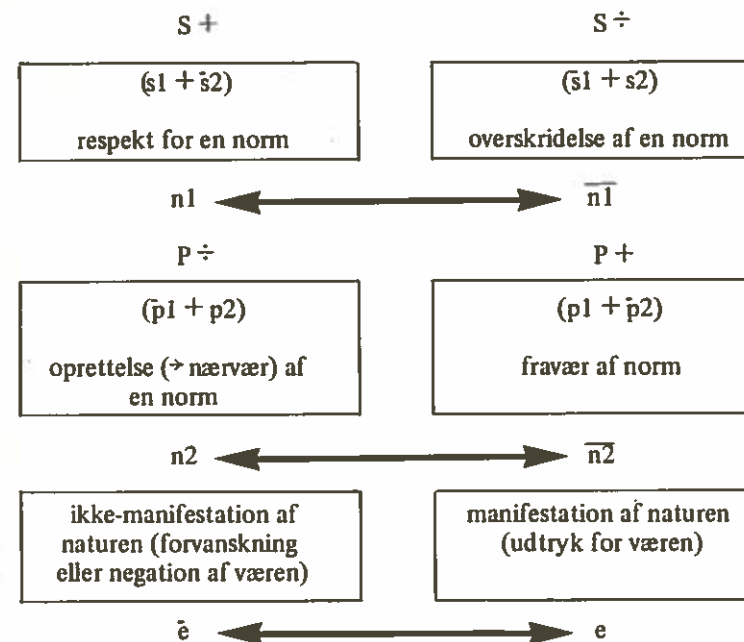 S + S ÷
(s1 + s̄2) (s̄1 + s2)
respekt for en norm overskridelse af en norm
n1 n̄1̄
P ÷ P +
(p̄1 + p2) (p1 + p̄2)
oprettelse (→ nærvær) af fravær af norm
en norm
n2 n̄2̄
ikke-manifestation af manifestation af naturen
naturen (forvanskning (udtryk for væren)
eller negation af væren)
ē e